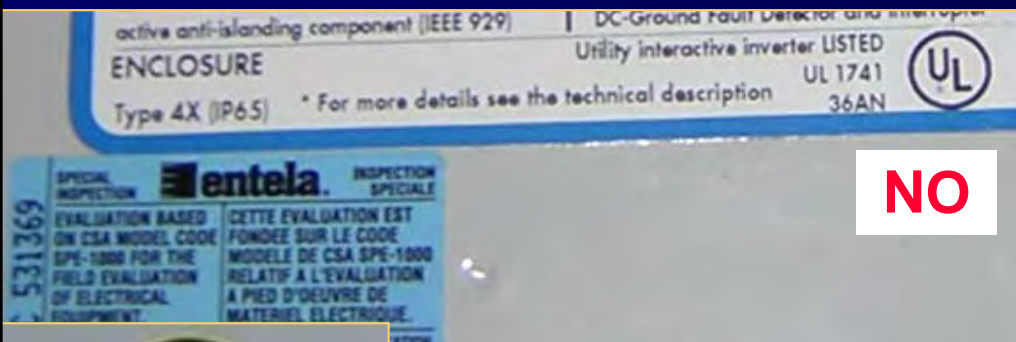 active anti-islanding component (IEEE 929)
DC-Ground Fault Detector and Interrupter
ENCLOSURE
Utility interactive inverter LISTED
UL 1741
36AN
UL
Type 4X (IP65)
* For more details see the technical description
NO
SPECIAL
INSPECTION
entela.
INSPECTION
SPECIALE
531369
EVALUATION BASED
ON CSA MODEL CODE
SPE-1000 FOR THE
FIELD EVALUATION
OF ELECTRICAL
EQUIPMENT.
CETTE EVALUATION EST
FONDEE SUR LE CODE
MODELE DE CSA SPE-1000
RELATIF A L'EVALUATION
A PIED D'OEUVRE DE
MATERIEL ELECTRIQUE.